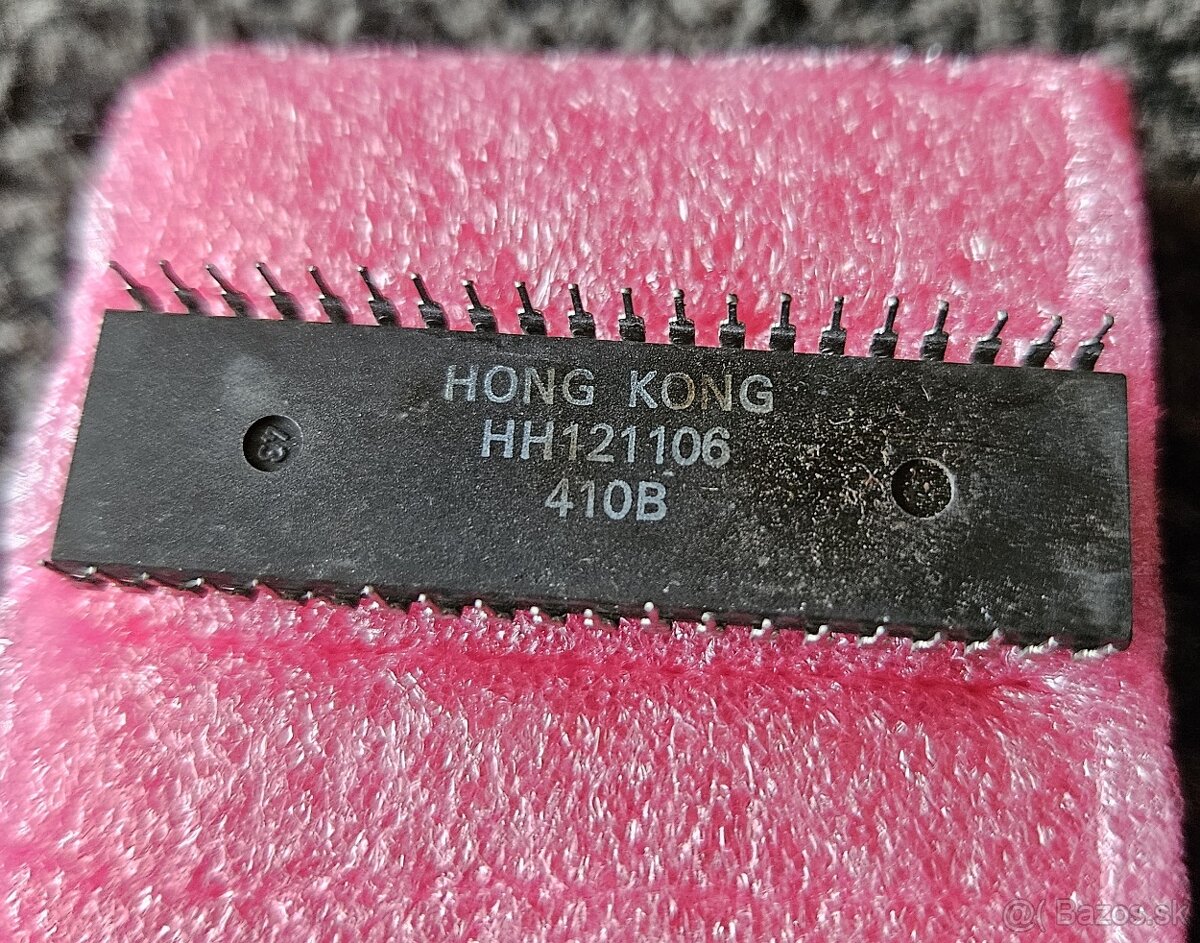 HONG KONG
HH121106
410B
@( Bazos.sk